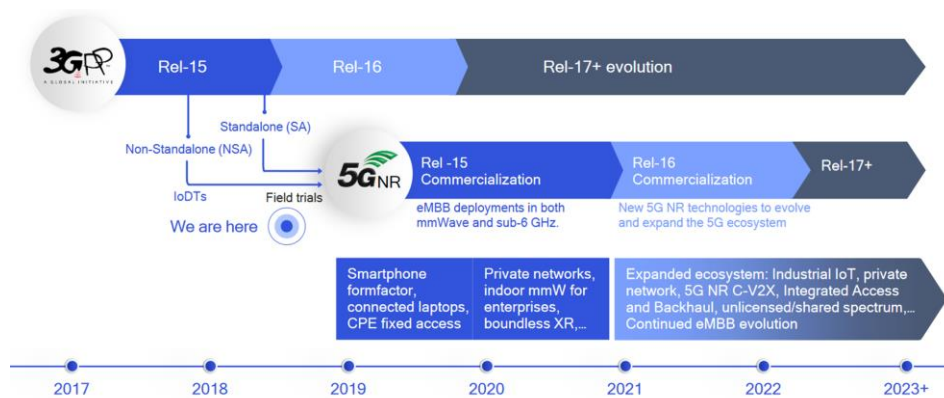 3GPP
A GLOBAL INITIATIVE
Rel-15
Rel-16
Rel-17+ evolution
Standalone (SA)
Non-Standalone (NSA)
IoDTs
Field trials
We are here
5G NR
Rel -15
Commercialization
Rel-16
Commercialization
Rel-17+
eMBB deployments in both
mmWave and sub-6 GHz.
New 5G NR technologies to evolve
and expand the 5G ecosystem
Smartphone
formfactor,
connected laptops,
CPE fixed access
Private networks,
indoor mmW for
enterprises,
boundless XR,...
Expanded ecosystem: Industrial IoT, private
network, 5G NR C-V2X, Integrated Access
and Backhaul, unlicensed/shared spectrum,...
Continued eMBB evolution
2017
2018
2019
2020
2021
2022
2023+